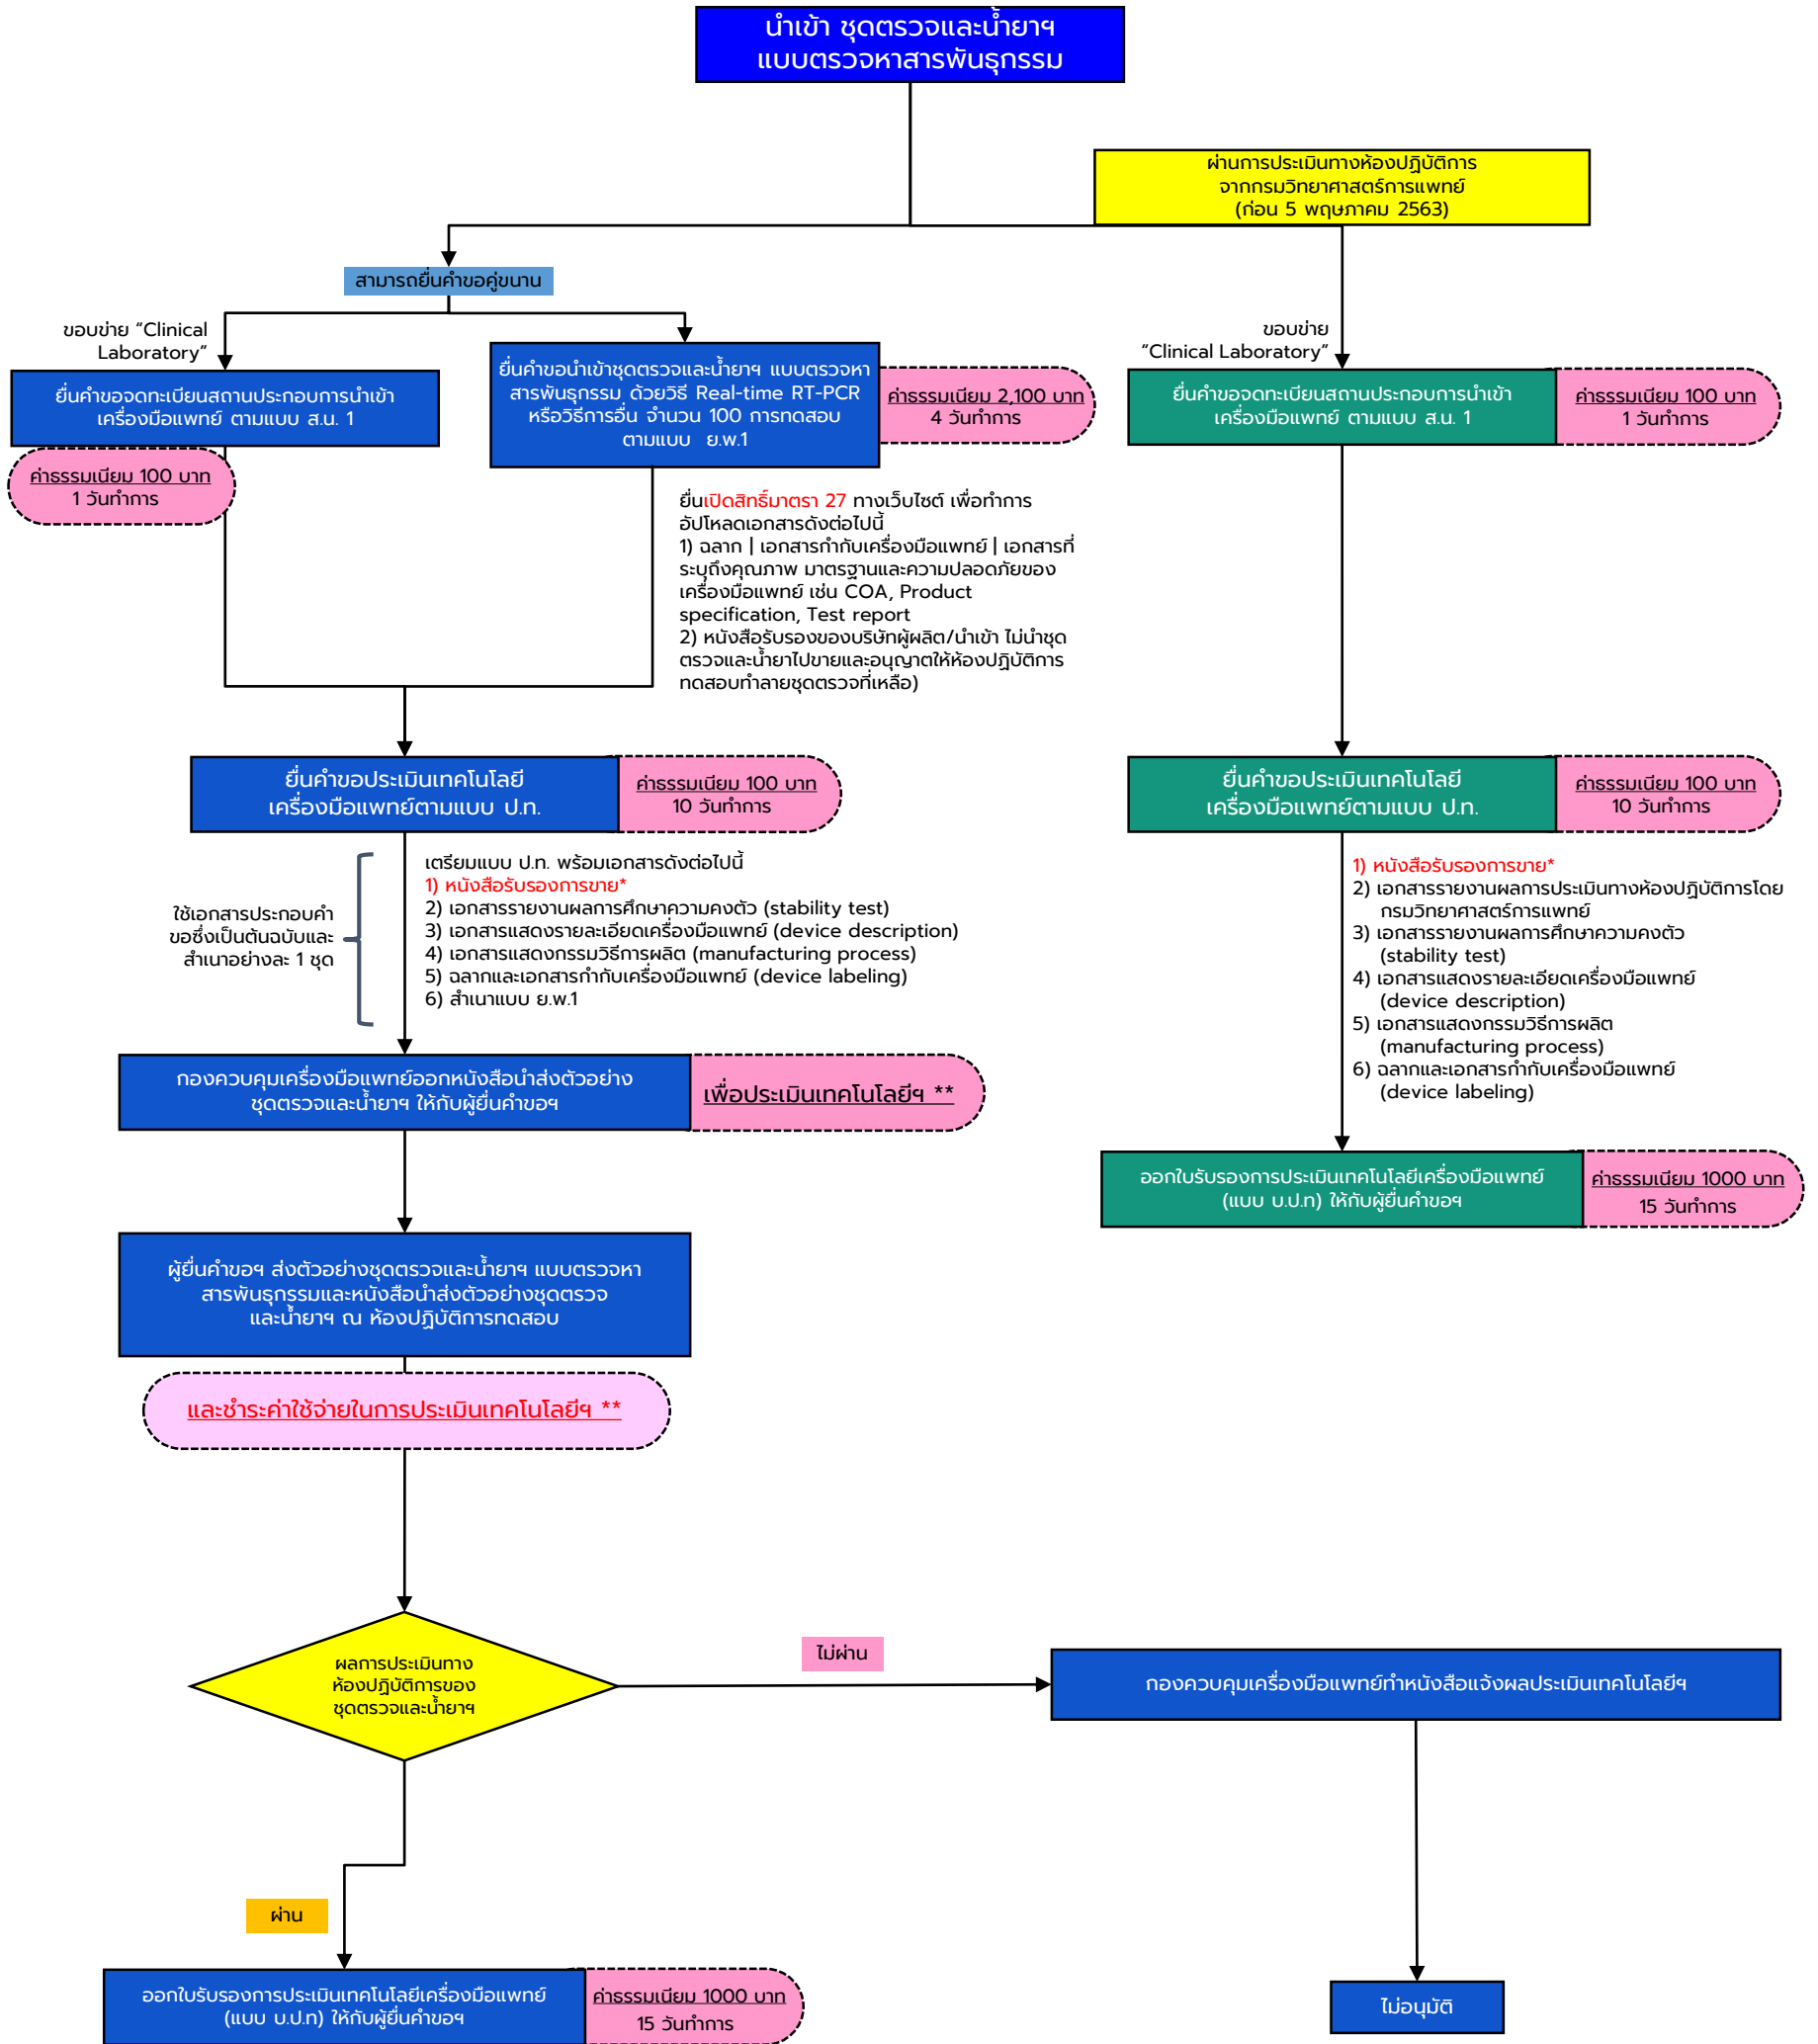 นำเข้า ชุดตรวจและน้ำยาฯ
แบบตรวจหาสารพันธุกรรม
ผ่านการประเมินทางห้องปฏิบัติการ
จากกรมวิทยาศาสตร์การแพทย์
(ก่อน 5 พฤษภาคม 2563)
สามารถยื่นคำขอคู่ขนาน
ขอบข่าย “Clinical
Laboratory”
ยื่นคำขอจดทะเบียนสถานประกอบการนำเข้า
เครื่องมือแพทย์ ตามแบบ ส.น. 1
ค่าธรรมเนียม 100 บาท
1 วันทำการ
ยื่นคำขอนำเข้าชุดตรวจและน้ำยาฯ แบบตรวจหา
สารพันธุกรรม ด้วยวิธี Real-time RT-PCR
หรือวิธีการอื่น จำนวน 100 การทดสอบ
ตามแบบ ย.พ.1
ค่าธรรมเนียม 2,100 บาท
4 วันทำการ
ขอบข่าย
“Clinical Laboratory”
ยื่นคำขอจดทะเบียนสถานประกอบการนำเข้า
เครื่องมือแพทย์ ตามแบบ ส.น. 1
ค่าธรรมเนียม 100 บาท
1 วันทำการ
ยื่นเปิดสิทธิ์มาตรา 27 ทางเว็บไซต์ เพื่อทำการ
อัปโหลดเอกสารดังต่อไปนี้
1) ฉลาก | เอกสารกำกับเครื่องมือแพทย์ | เอกสารที่
ระบุถึงคุณภาพ มาตรฐานและความปลอดภัยของ
เครื่องมือแพทย์ เช่น COA, Product
specification, Test report
2) หนังสือรับรองของบริษัทผู้ผลิต/นำเข้า ไม่นำชุด
ตรวจและน้ำยาไปขายและอนุญาตให้ห้องปฏิบัติการ
ทดสอบทำลายชุดตรวจที่เหลือ)
ยื่นคำขอประเมินเทคโนโลยี
เครื่องมือแพทย์ตามแบบ ป.ท.
ค่าธรรมเนียม 100 บาท
10 วันทำการ
ยื่นคำขอประเมินเทคโนโลยี
เครื่องมือแพทย์ตามแบบ ป.ท.
ค่าธรรมเนียม 100 บาท
10 วันทำการ
ใช้เอกสารประกอบคำ
ขอซึ่งเป็นต้นฉบับและ
สำเนาอย่างละ 1 ชุด
เตรียมแบบ ป.ท. พร้อมเอกสารดังต่อไปนี้
1) หนังสือรับรองการขาย*
2) เอกสารรายงานผลการศึกษาความคงตัว (stability test)
3) เอกสารแสดงรายละเอียดเครื่องมือแพทย์ (device description)
4) เอกสารแสดงกรรมวิธีการผลิต (manufacturing process)
5) ฉลากและเอกสารกำกับเครื่องมือแพทย์ (device labeling)
6) สำเนาแบบ ย.พ.1
1) หนังสือรับรองการขาย*
2) เอกสารรายงานผลการประเมินทางห้องปฏิบัติการโดย
กรมวิทยาศาสตร์การแพทย์
3) เอกสารรายงานผลการศึกษาความคงตัว
(stability test)
4) เอกสารแสดงรายละเอียดเครื่องมือแพทย์
(device description)
5) เอกสารแสดงกรรมวิธีการผลิต
(manufacturing process)
6) ฉลากและเอกสารกำกับเครื่องมือแพทย์
(device labeling)
กองควบคุมเครื่องมือแพทย์ออกหนังสือนำส่งตัวอย่าง
ชุดตรวจและน้ำยาฯ ให้กับผู้ยื่นคำขอฯ
เพื่อประเมินเทคโนโลยีฯ **
ออกใบรับรองการประเมินเทคโนโลยีเครื่องมือแพทย์
(แบบ บ.ป.ท) ให้กับผู้ยื่นคำขอฯ
ค่าธรรมเนียม 1000 บาท
15 วันทำการ
ผู้ยื่นคำขอฯ ส่งตัวอย่างชุดตรวจและน้ำยาฯ แบบตรวจหา
สารพันธุกรรมและหนังสือนำส่งตัวอย่างชุดตรวจ
และน้ำยาฯ ณ ห้องปฏิบัติการทดสอบ
และชำระค่าใช้จ่ายในการประเมินเทคโนโลยีฯ **
ผลการประเมินทาง
ห้องปฏิบัติการของ
ชุดตรวจและน้ำยาฯ
ไม่ผ่าน
กองควบคุมเครื่องมือแพทย์ทำหนังสือแจ้งผลประเมินเทคโนโลยีฯ
ผ่าน
ออกใบรับรองการประเมินเทคโนโลยีเครื่องมือแพทย์
(แบบ บ.ป.ท) ให้กับผู้ยื่นคำขอฯ
ค่าธรรมเนียม 1000 บาท
15 วันทำการ
ไม่อนุมัติ